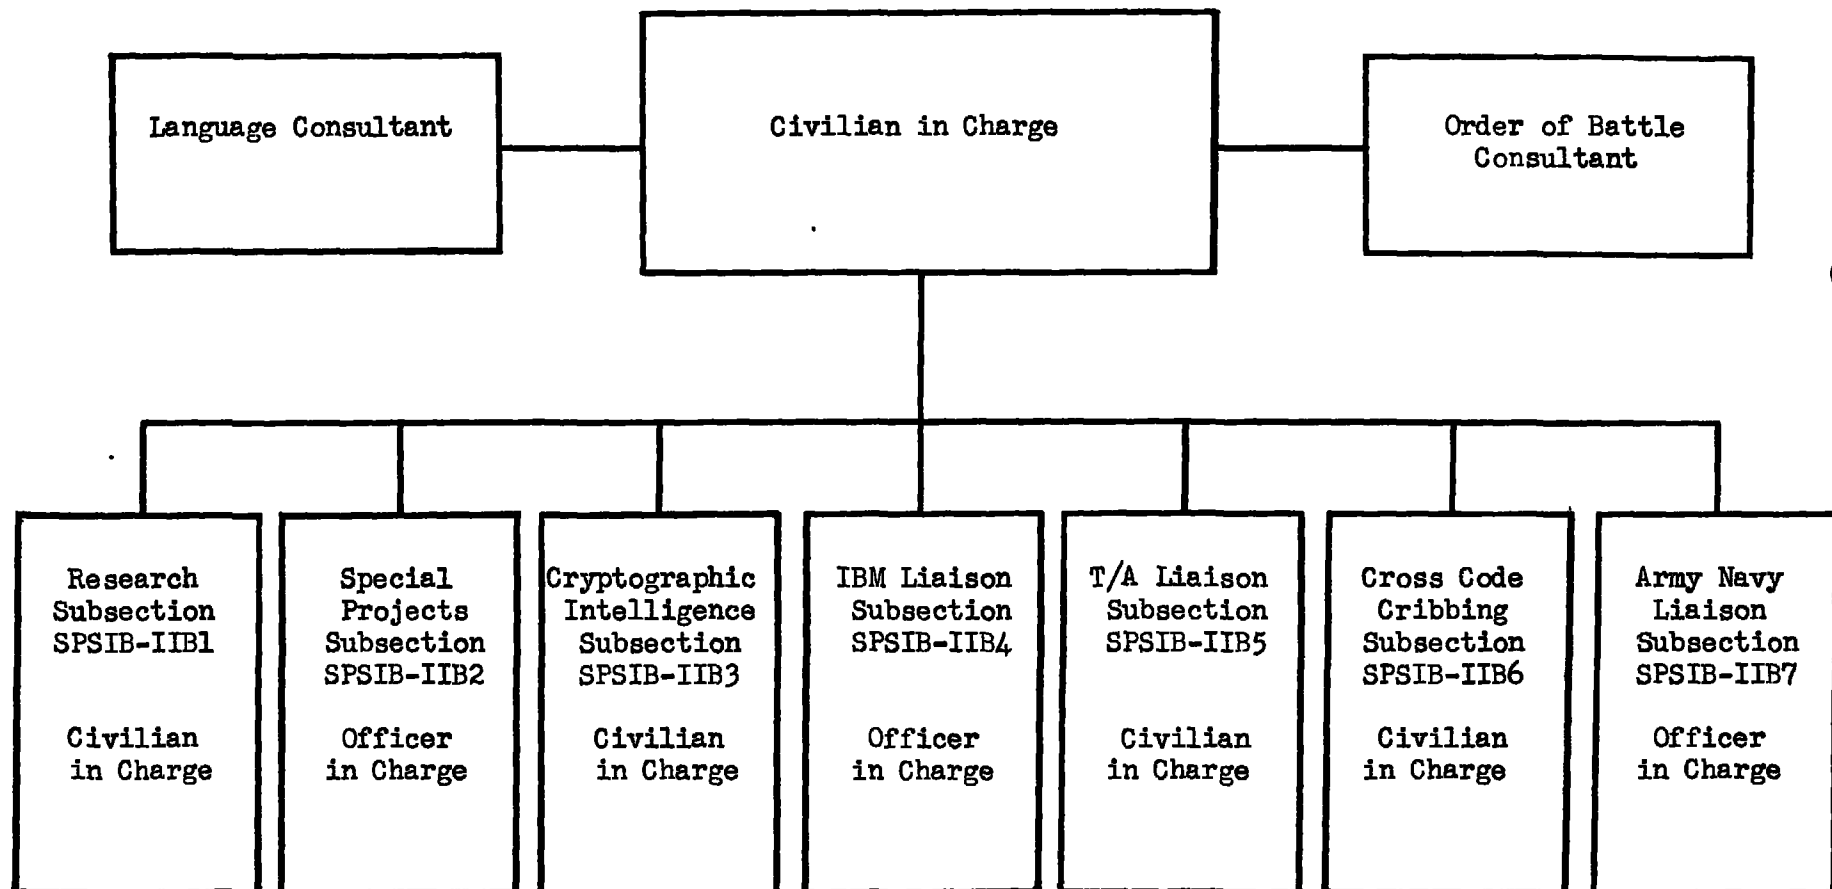 Language Consultant
Civilian in Charge
Order of Battle
Consultant
Research
Subsection
SPSIB-IIB1
Civilian
in Charge
Special
Projects
Subsection
SPSIB-IIB2
Officer
in Charge
Cryptographic
Intelligence
Subsection
SPSIB-IIB3
Civilian
in Charge
IBM Liaison
Subsection
SPSIB-IIB4
Officer
in Charge
T/A Liaison
Subsection
SPSIB-IIB5
Civilian
in Charge
Cross Code
Cribbing
Subsection
SPSIB-IIB6
Civilian
in Charge
Army Navy
Liaison
Subsection
SPSIB-IIB7
Officer
in Charge